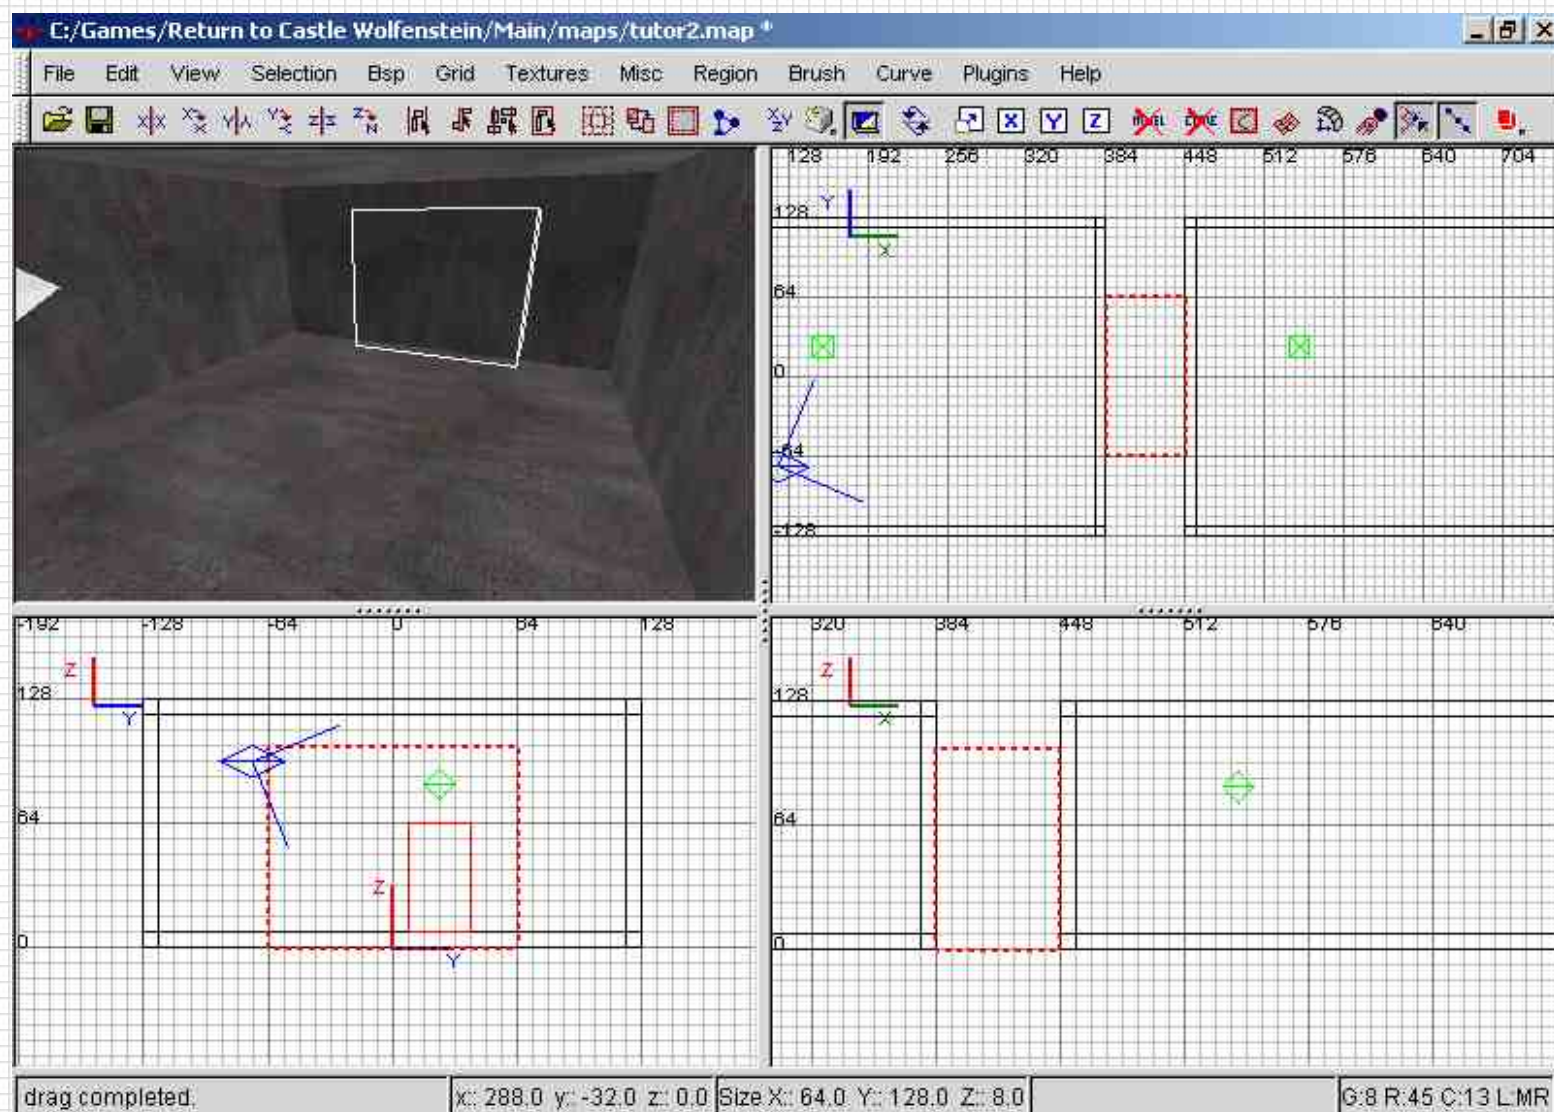 C:/Games/Return to Castle Wolfenstein/Main/maps/tutor2.map *
File Edit View Selection Bsp Grid Textures Misc Region Brush Curve Plugins Help
128 192 256 320 384 448 512 576 640 704
128
Y
X
64
0
-64
-128
-192 -128 -64 0 64 128
Z
128
Y
64
Z
0
Y
320 384 448 512 576 640
Z
128
X
64
0
drag completed.
x:: 288.0 y:: -32.0 z:: 0.0
Size X:: 64.0 Y:: 128.0 Z:: 8.0
G:8 R:45 C:13 L:MR